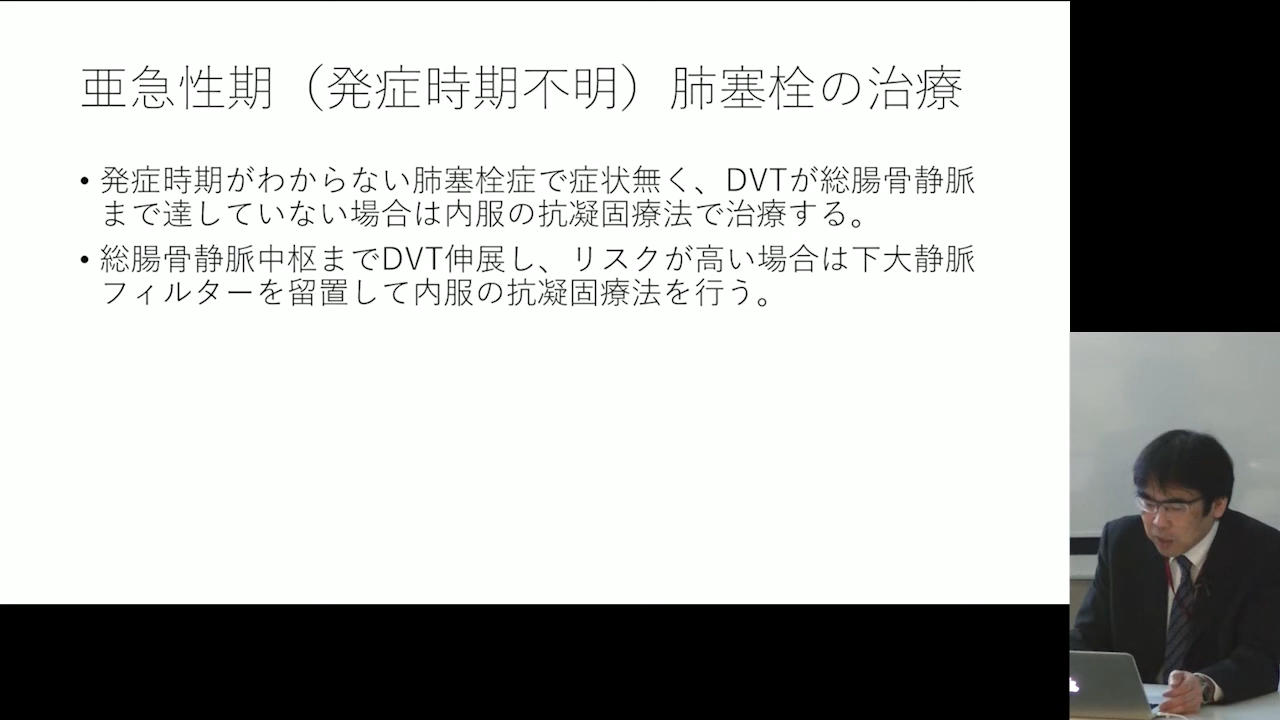 亜急性期（発症時期不明）肺塞栓の治療
• 発症時期がわからない肺塞栓症で症状無く、DVTが総腸骨静脈
まで達していない場合は内服の抗凝固療法で治療する。
• 総腸骨静脈中枢までDVT伸展し、リスクが高い場合は下大静脈
フィルターを留置して内服の抗凝固療法を行う。